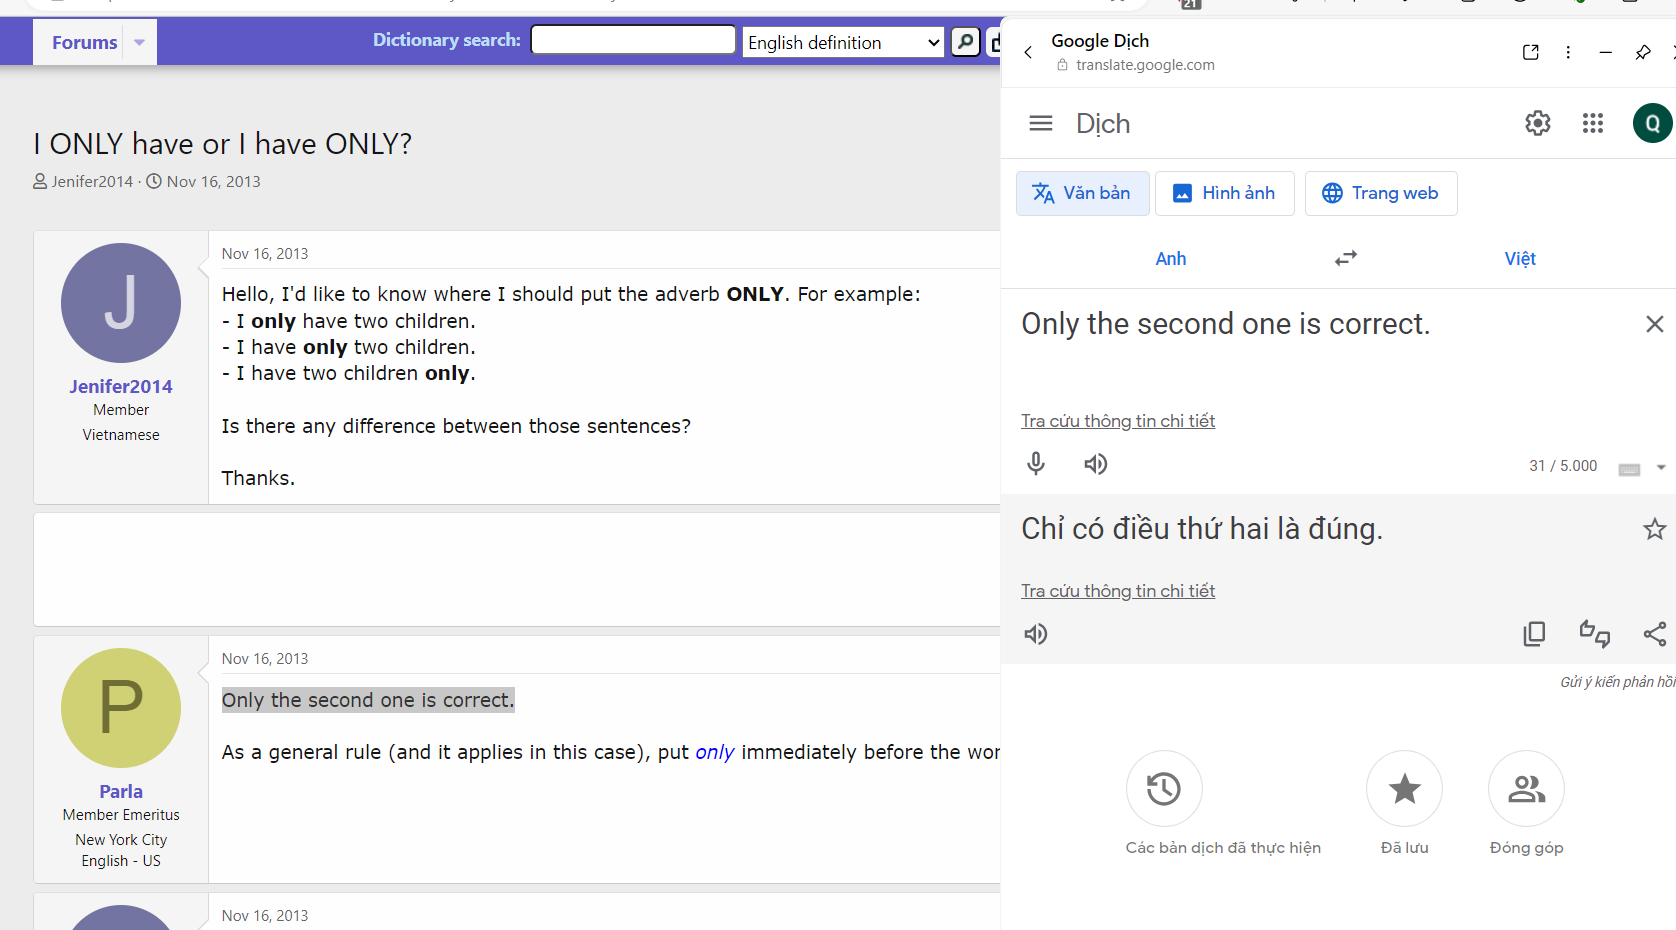 21
Forums
Dictionary search:
English definition
I ONLY have or I have ONLY?
Jenifer2014 · Nov 16, 2013
J
Jenifer2014
Member
Vietnamese
Nov 16, 2013
Hello, I'd like to know where I should put the adverb ONLY. For example:
- I only have two children.
- I have only two children.
- I have two children only.
Is there any difference between those sentences?
Thanks.
P
Parla
Member Emeritus
New York City
English - US
Nov 16, 2013
Only the second one is correct.
As a general rule (and it applies in this case), put only immediately before the
Nov 16, 2013
Google Dịch
translate.google.com
Dịch
Q
Văn bản
Hình ảnh
Trang web
Anh
Việt
Only the second one is correct.
Tra cứu thông tin chi tiết
31 / 5.000
Chỉ có điều thứ hai là đúng.
Tra cứu thông tin chi tiết
Gửi ý kiến phản hồi
Các bản dịch đã thực hiện
Đã lưu
Đóng góp